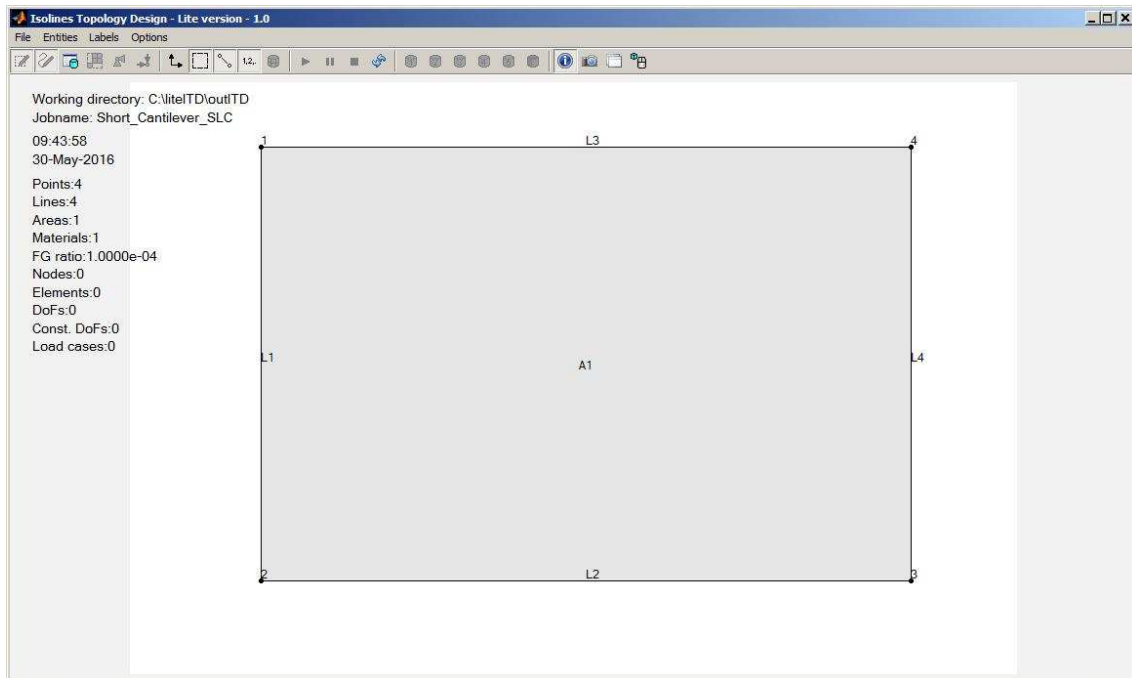 Isolines Topology Design - Lite version - 1.0
File Entities Labels Options
1,2,.
Working directory: C:\liteITD\outITD
Jobname: Short_Cantilever_SLC
09:43:58
30-May-2016
Points:4
Lines:4
Areas:1
Materials:1
FG ratio:1.0000e-04
Nodes:0
Elements:0
DoFs:0
Const. DoFs:0
Load cases:0
1 L3 4
L1 A1 L4
2 L2 3